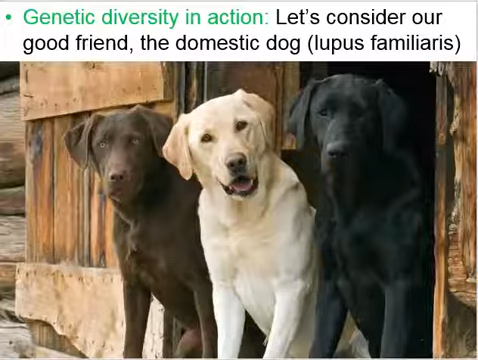 • Genetic diversity in action: Let’s consider our
good friend, the domestic dog (lupus familiaris)